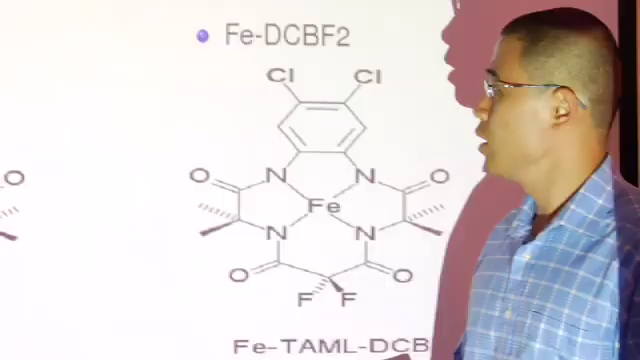 Fe-DCBF2
Cl Cl
O N N O
O
Fe
N N
O O
F F
Fe-TAML-DCB